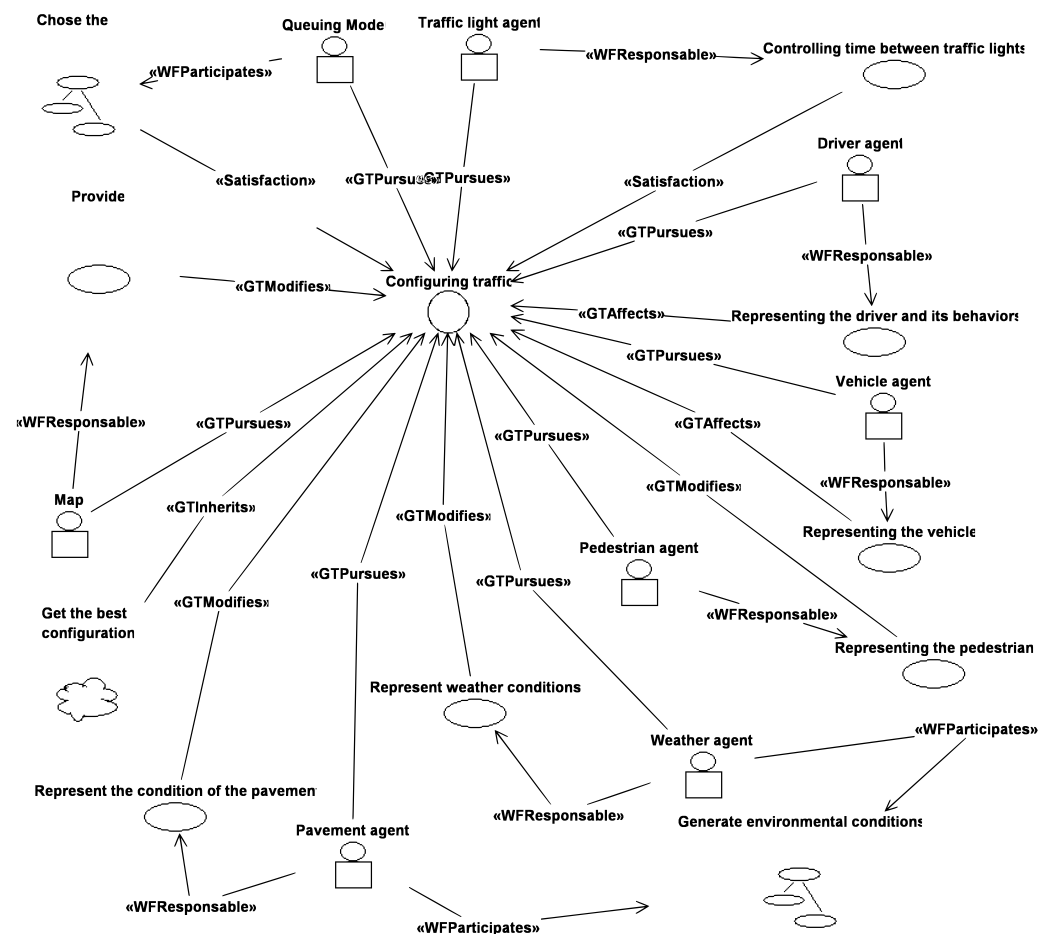 Chose the
Queuing Mode
Traffic light agent
«WFParticipates»
«WFResponsable»
Controlling time between traffic lights
Driver agent
«Satisfaction»
«GTPursues»
«GTPursues»
«Satisfaction»
Provide
«GTPursues»
«WFResponsable»
«GTModifies»
Configuring traffic
«GTAffects»
Representing the driver and its behaviors
«GTPursues»
Vehicle agent
«WFResponsable»
«GTPursues»
«GTAffects»
«GTPursues»
«WFResponsable»
«GTModifies»
Map
«GTInherits»
«GTModifies»
Representing the vehicle
Pedestrian agent
«GTPursues»
«GTPursues»
«GTModifies»
Get the best
configuration
«WFResponsable»
Representing the pedestrian
Represent weather conditions
«WFParticipates»
Weather agent
Represent the condition of the pavemen
«WFResponsable»
Generate environmental conditions
Pavement agent
«WFResponsable»
«WFParticipates»